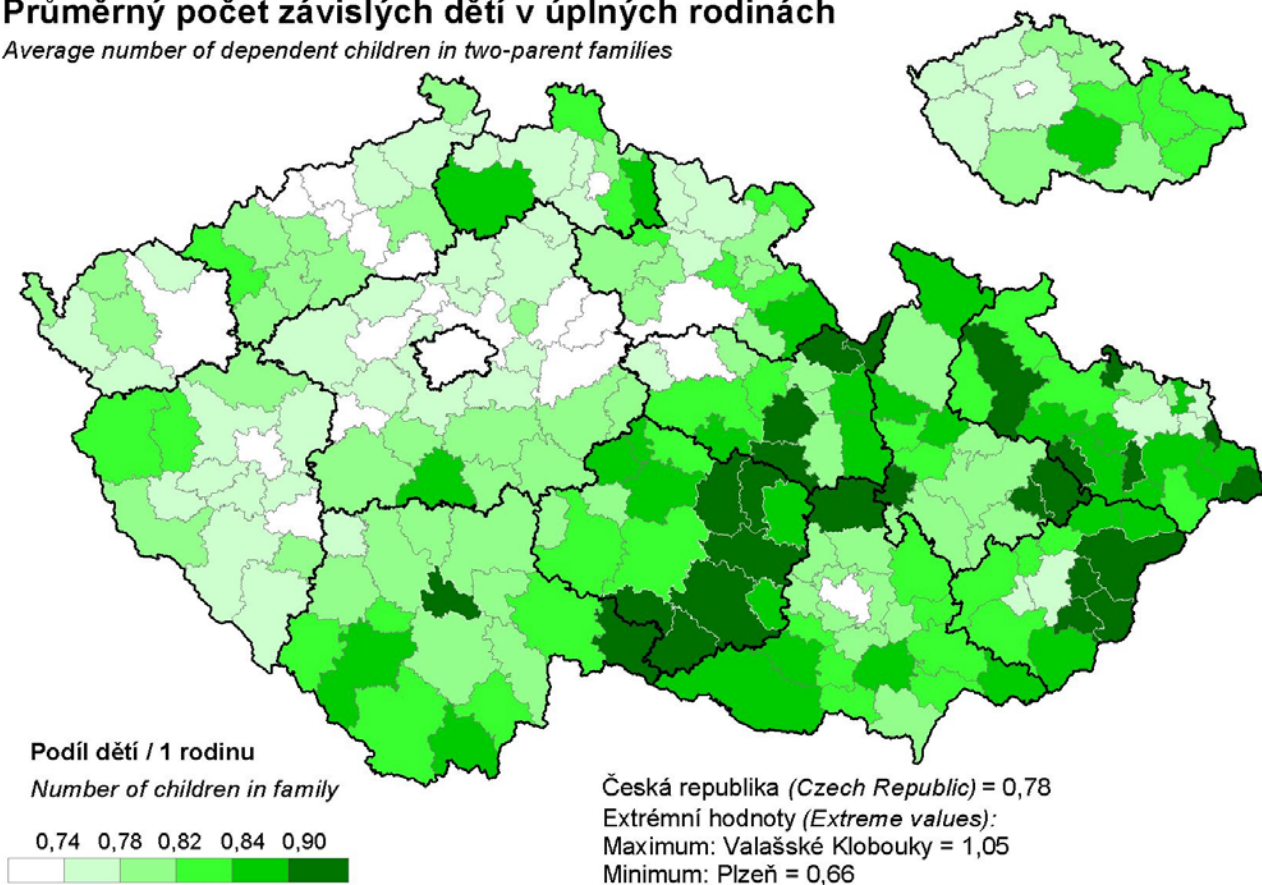 Průměrný počet závislých dětí v úplných rodinách
Average number of dependent children in two-parent families
Podíl dětí / 1 rodinu
Number of children in family
0,74 0,78 0,82 0,84 0,90
Česká republika (Czech Republic) = 0,78
Extrémní hodnoty (Extreme values):
Maximum: Valašské Klobouky = 1,05
Minimum: Plzeň = 0,66